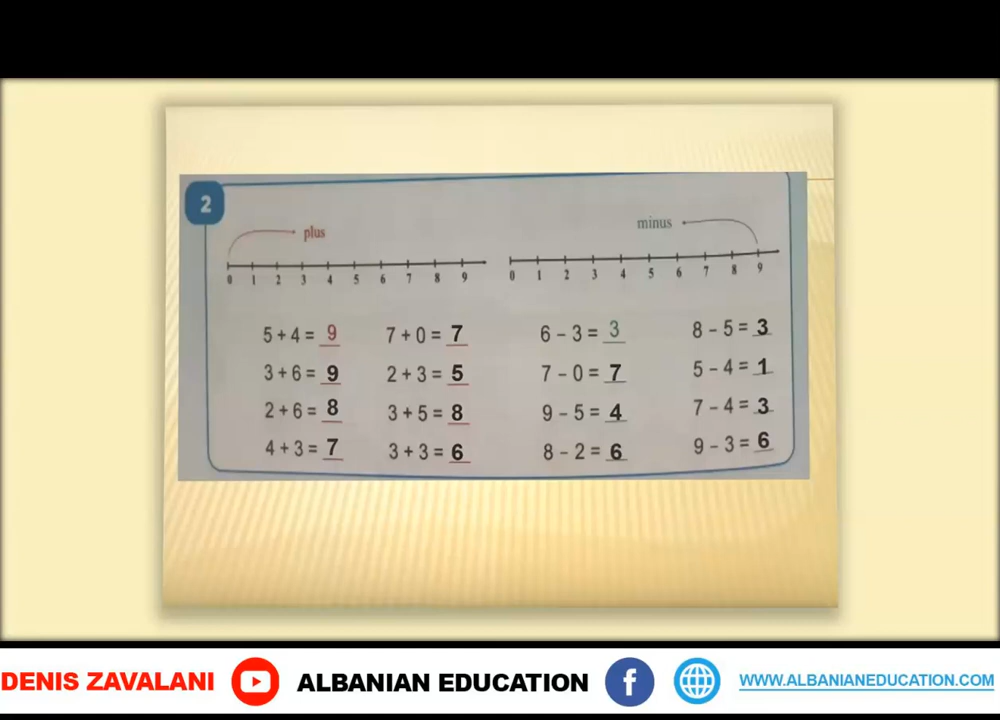 2
plus
minus
0 1 2 3 4 5 6 7 8 9
0 1 2 3 4 5 6 7 8 9
5 + 4 = 9 7 + 0 = 7 6 - 3 = 3 8 - 5 = 3
3 + 6 = 9 2 + 3 = 5 7 - 0 = 7 5 - 4 = 1
2 + 6 = 8 3 + 5 = 8 9 - 5 = 4 7 - 4 = 3
4 + 3 = 7 3 + 3 = 6 8 - 2 = 6 9 - 3 = 6
DENIS ZAVALANI ALBANIAN EDUCATION f WWW.ALBANIANEDUCATION.COM